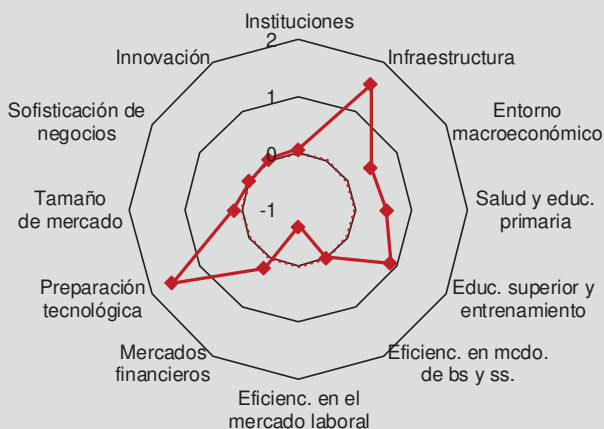 Instituciones
2
Innovación
Infraestructura
1
Sofisticación de
negocios
Entorno
macroeconómico
0
Tamaño
de mercado
-1
Salud y educ.
primaria
Preparación
tecnológica
Educ. superior y
entrenamiento
Mercados
financieros
Eficienc. en mcdo.
de bs y ss.
Eficienc. en el
mercado laboral